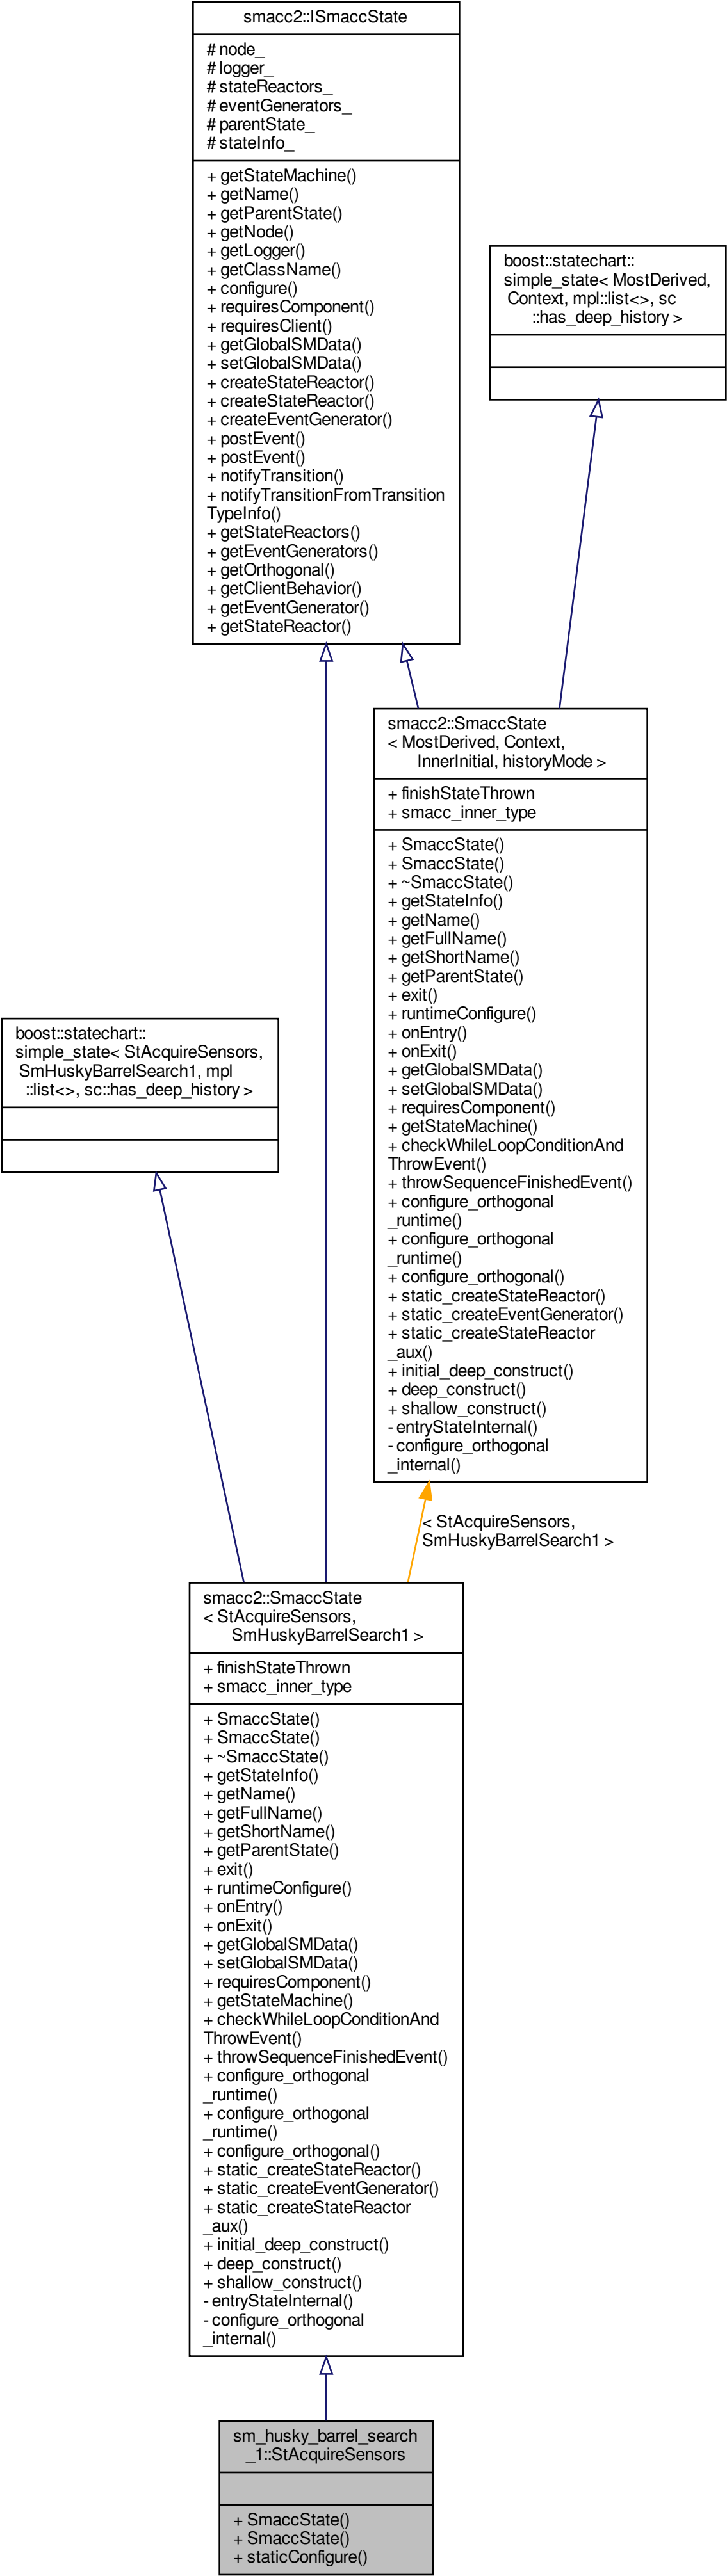 smacc2::ISmaccState
# node_
# logger_
# stateReactors_
# eventGenerators_
# parentState_
# stateInfo_
+ getStateMachine()
+ getName()
+ getParentState()
+ getNode()
+ getLogger()
+ getClassName()
+ configure()
+ requiresComponent()
+ requiresClient()
+ getGlobalSMData()
+ setGlobalSMData()
+ createStateReactor()
+ createStateReactor()
+ createEventGenerator()
+ postEvent()
+ postEvent()
+ notifyTransition()
+ notifyTransitionFromTransition
TypeInfo()
+ getStateReactors()
+ getEventGenerators()
+ getOrthogonal()
+ getClientBehavior()
+ getEventGenerator()
+ getStateReactor()
boost::statechart::
simple_state< MostDerived,
Context, mpl::list<>, sc
::has_deep_history >
smacc2::SmaccState
< MostDerived, Context,
InnerInitial, historyMode >
+ finishStateThrown
+ smacc_inner_type
+ SmaccState()
+ SmaccState()
+ ~SmaccState()
+ getStateInfo()
+ getName()
+ getFullName()
+ getShortName()
+ getParentState()
+ exit()
+ runtimeConfigure()
+ onEntry()
+ onExit()
+ getGlobalSMData()
+ setGlobalSMData()
+ requiresComponent()
+ getStateMachine()
+ checkWhileLoopConditionAnd
ThrowEvent()
+ throwSequenceFinishedEvent()
+ configure_orthogonal
_runtime()
+ configure_orthogonal
_runtime()
+ configure_orthogonal()
+ static_createStateReactor()
+ static_createEventGenerator()
+ static_createStateReactor
_aux()
+ initial_deep_construct()
+ deep_construct()
+ shallow_construct()
- entryStateInternal()
- configure_orthogonal
_internal()
boost::statechart::
simple_state< StAcquireSensors,
SmHuskyBarrelSearch1, mpl
::list<>, sc::has_deep_history >
< StAcquireSensors,
SmHuskyBarrelSearch1 >
smacc2::SmaccState
< StAcquireSensors,
SmHuskyBarrelSearch1 >
+ finishStateThrown
+ smacc_inner_type
+ SmaccState()
+ SmaccState()
+ ~SmaccState()
+ getStateInfo()
+ getName()
+ getFullName()
+ getShortName()
+ getParentState()
+ exit()
+ runtimeConfigure()
+ onEntry()
+ onExit()
+ getGlobalSMData()
+ setGlobalSMData()
+ requiresComponent()
+ getStateMachine()
+ checkWhileLoopConditionAnd
ThrowEvent()
+ throwSequenceFinishedEvent()
+ configure_orthogonal
_runtime()
+ configure_orthogonal
_runtime()
+ configure_orthogonal()
+ static_createStateReactor()
+ static_createEventGenerator()
+ static_createStateReactor
_aux()
+ initial_deep_construct()
+ deep_construct()
+ shallow_construct()
- entryStateInternal()
- configure_orthogonal
_internal()
sm_husky_barrel_search
_1::StAcquireSensors
+ SmaccState()
+ SmaccState()
+ staticConfigure()